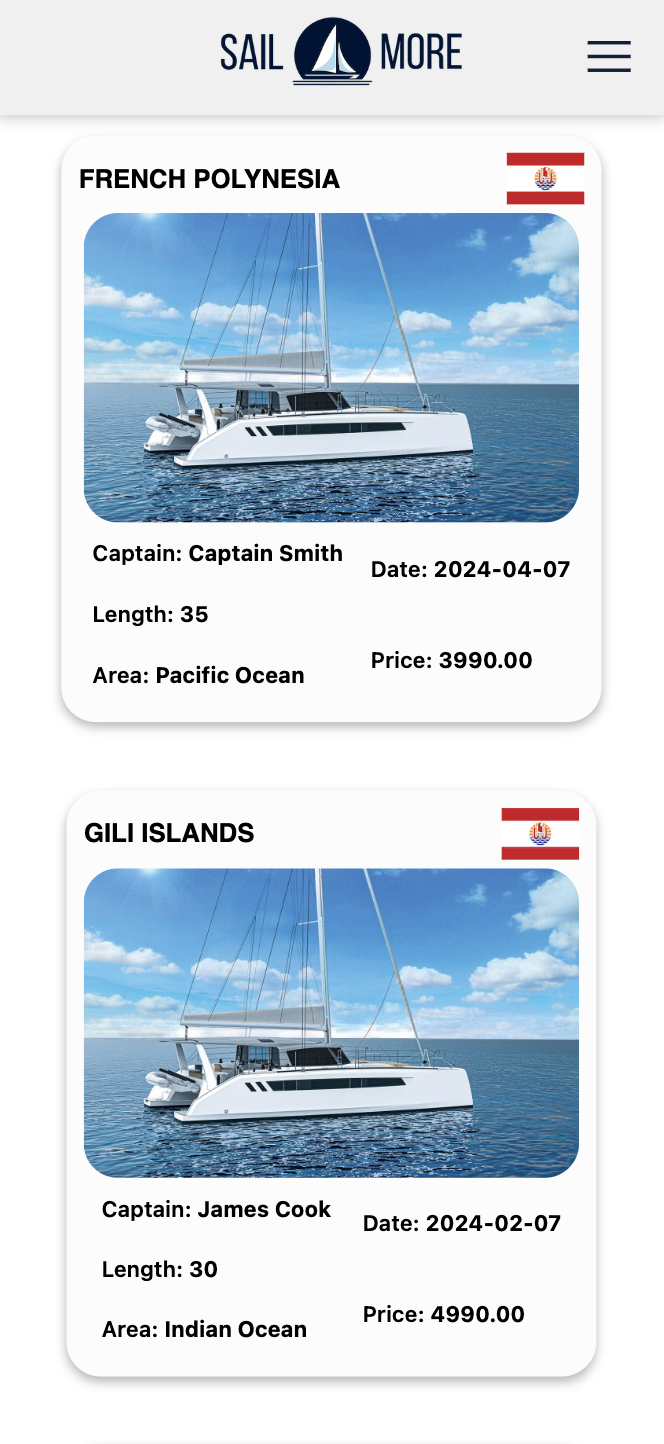 SAIL MORE
FRENCH POLYNESIA
Captain: Captain Smith
Date: 2024-04-07
Length: 35
Price: 3990.00
Area: Pacific Ocean
GILI ISLANDS
Captain: James Cook
Date: 2024-02-07
Length: 30
Price: 4990.00
Area: Indian Ocean